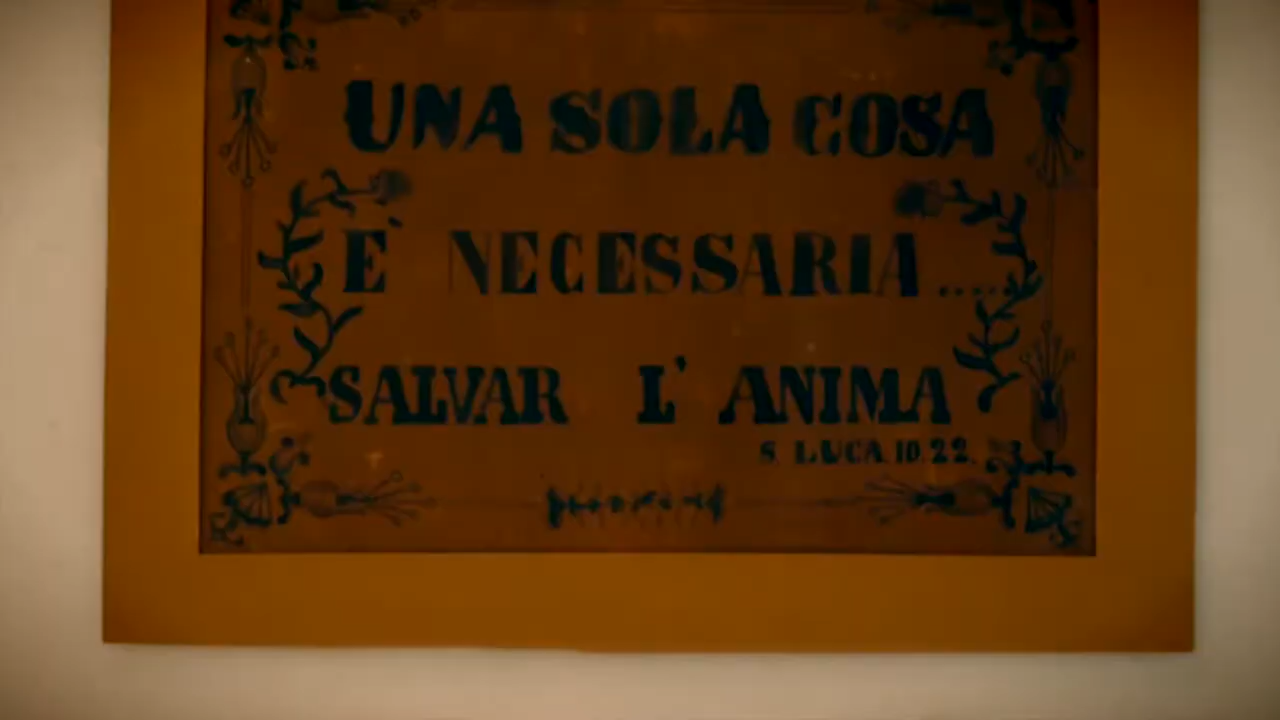 UNA SOLA COSA
E` NECESSARIA.....
SALVAR L' ANIMA
S. LUCA 10.22.